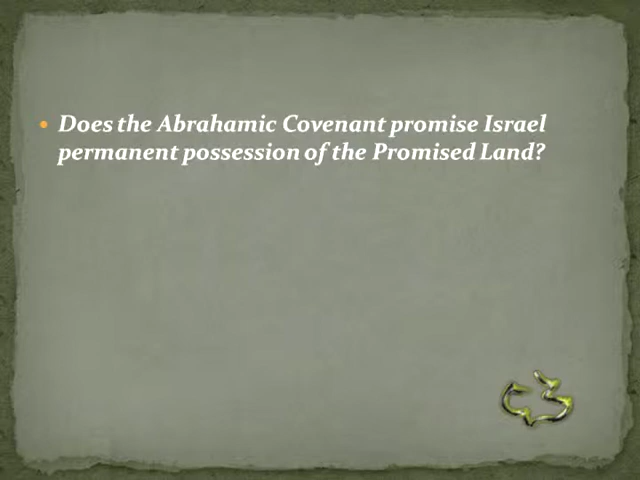 • Does the Abrahamic Covenant promise Israel
permanent possession of the Promised Land?